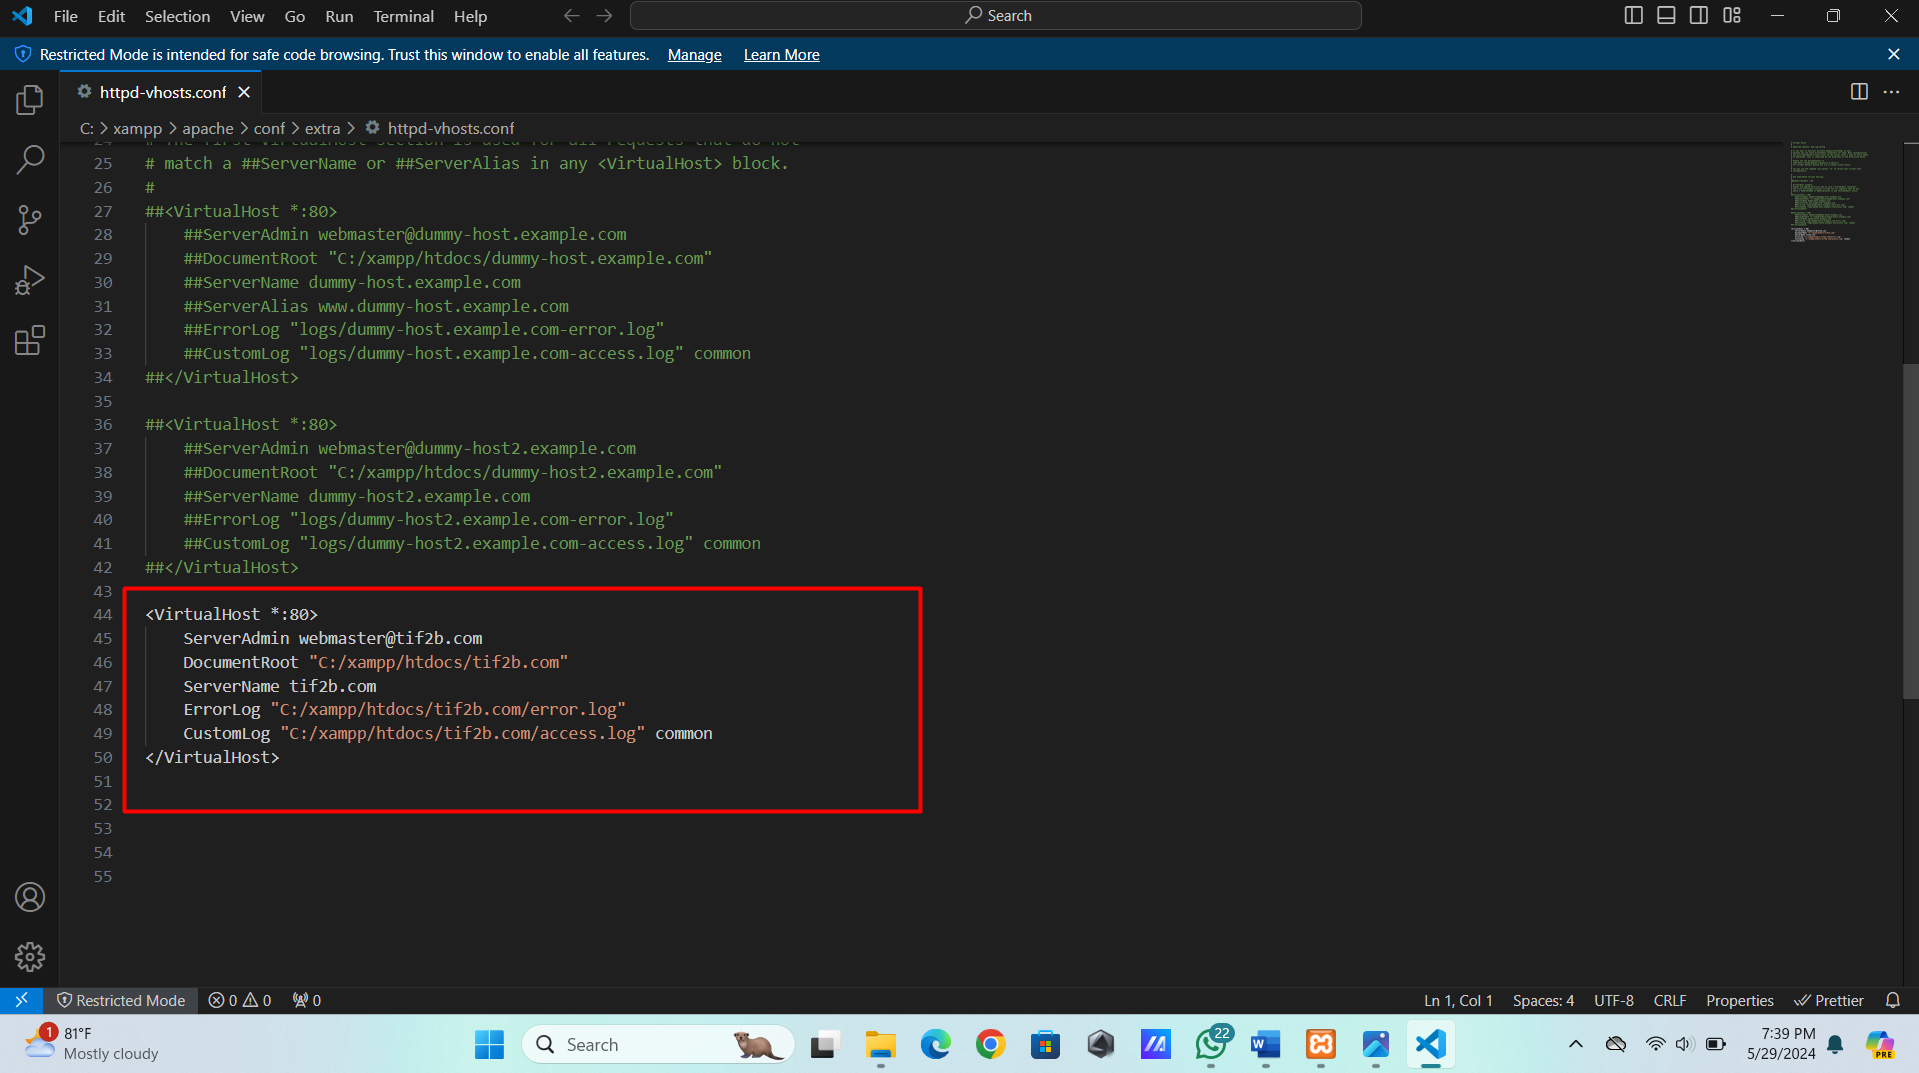 File Edit Selection View Go Run Terminal Help Search
Restricted Mode is intended for safe code browsing. Trust this window to enable all features. Manage Learn More
httpd-vhosts.conf
C: > xampp > apache > conf > extra > httpd-vhosts.conf
25 # match a ##ServerName or ##ServerAlias in any <VirtualHost> block.
26 #
27 ##<VirtualHost *:80>
28 ##ServerAdmin webmaster@dummy-host.example.com
29 ##DocumentRoot "C:/xampp/htdocs/dummy-host.example.com"
30 ##ServerName dummy-host.example.com
31 ##ServerAlias www.dummy-host.example.com
32 ##ErrorLog "logs/dummy-host.example.com-error.log"
33 ##CustomLog "logs/dummy-host.example.com-access.log" common
34 ##</VirtualHost>
35
36 ##<VirtualHost *:80>
37 ##ServerAdmin webmaster@dummy-host2.example.com
38 ##DocumentRoot "C:/xampp/htdocs/dummy-host2.example.com"
39 ##ServerName dummy-host2.example.com
40 ##ErrorLog "logs/dummy-host2.example.com-error.log"
41 ##CustomLog "logs/dummy-host2.example.com-access.log" common
42 ##</VirtualHost>
43
44 <VirtualHost *:80>
45 ServerAdmin webmaster@tif2b.com
46 DocumentRoot "C:/xampp/htdocs/tif2b.com"
47 ServerName tif2b.com
48 ErrorLog "C:/xampp/htdocs/tif2b.com/error.log"
49 CustomLog "C:/xampp/htdocs/tif2b.com/access.log" common
50 </VirtualHost>
51
52
53
54
55
Restricted Mode 0 0 0 Ln 1, Col 1 Spaces: 4 UTF-8 CRLF Properties Prettier
1 81°F 22 7:39 PM
Mostly cloudy Search W PRE 5/29/2024